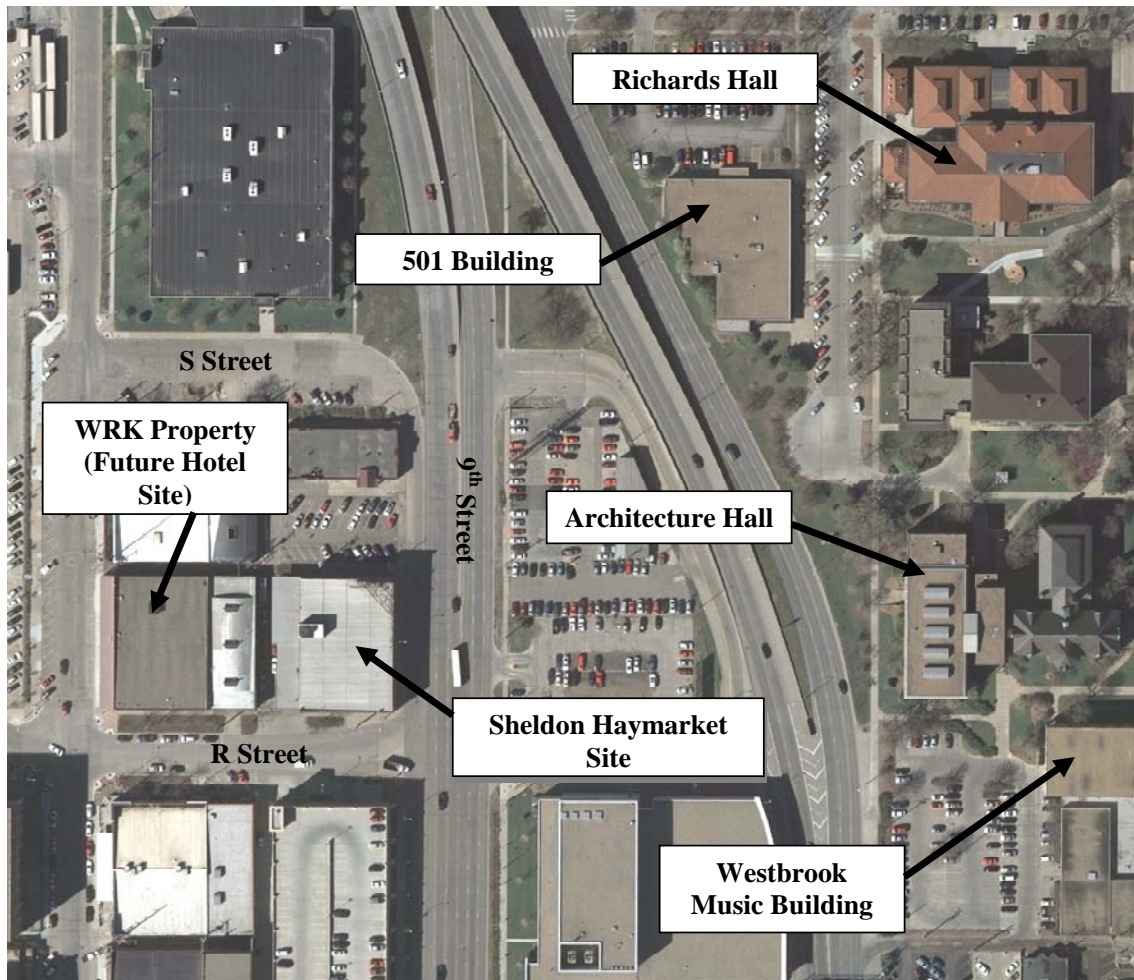 Richards Hall
501 Building
S Street
WRK Property
(Future Hotel
Site)
9th Street
Architecture Hall
Sheldon Haymarket
Site
R Street
Westbrook
Music Building